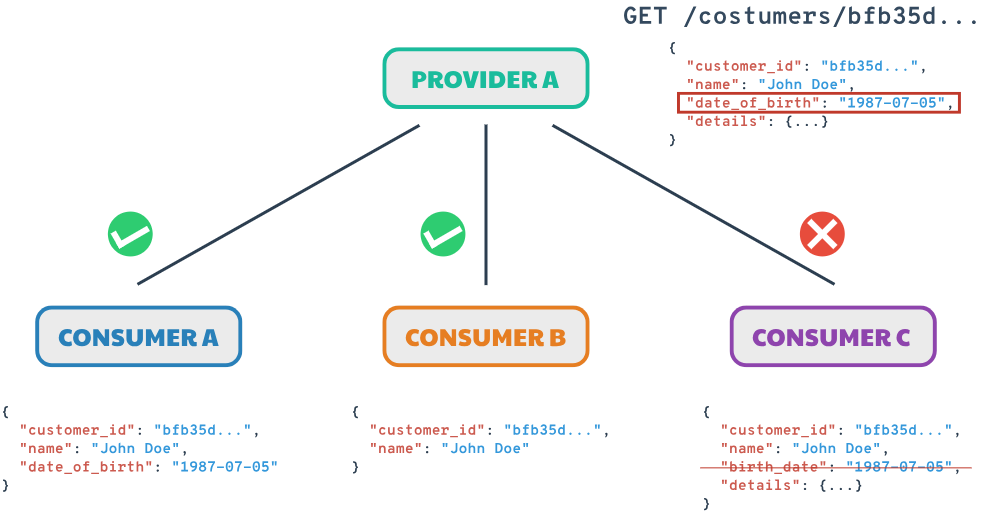 GET /costumers/bfb35d...
{
"customer_id": "bfb35d...",
"name": "John Doe",
"date_of_birth": "1987-07-05",
"details": {...}
}
PROVIDER A
CONSUMER A
CONSUMER B
CONSUMER C
{
"customer_id": "bfb35d...",
"name": "John Doe",
"date_of_birth": "1987-07-05"
}
{
"customer_id": "bfb35d...",
"name": "John Doe"
}
{
"customer_id": "bfb35d...",
"name": "John Doe",
"birth_date": "1987-07-05",
"details": {...}
}